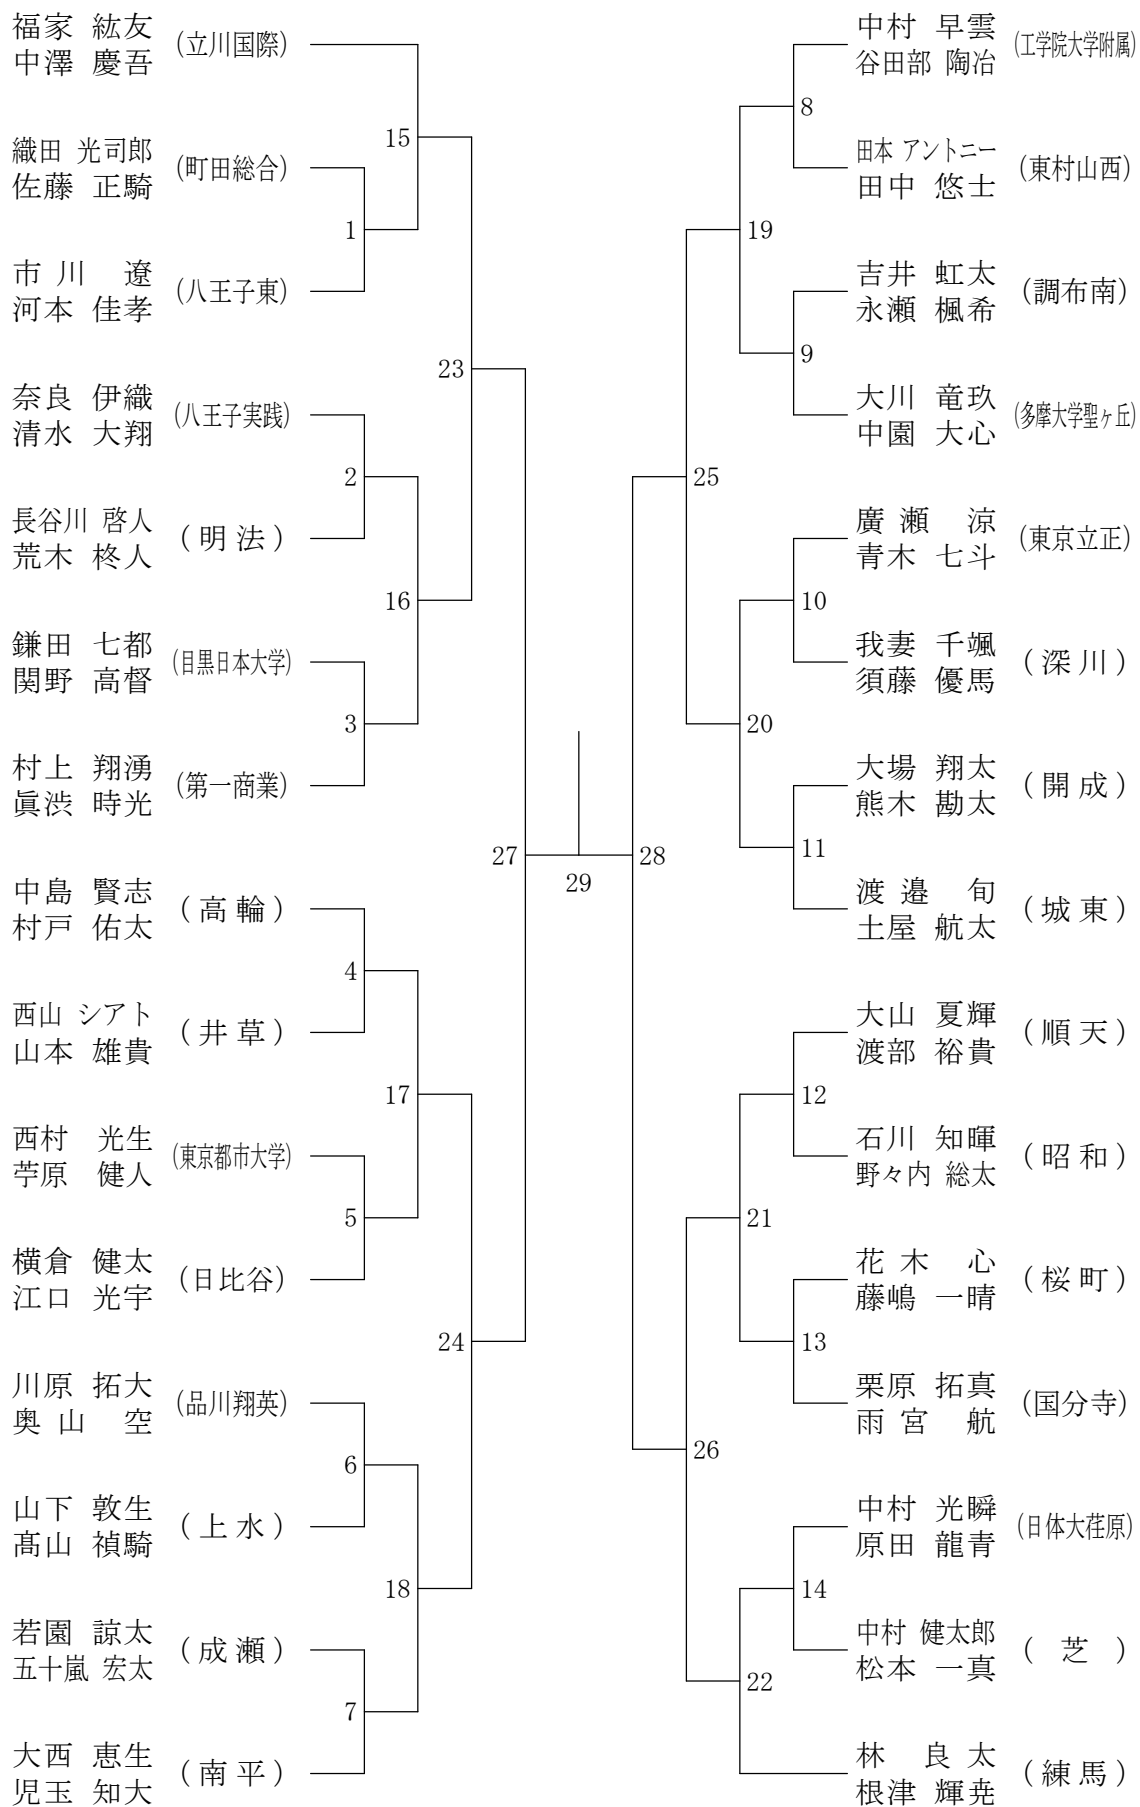 福家 紘友
中澤 慶吾
(立川国際)
15
織田 光司郎
佐藤 正騎
(町田総合)
1
市川 遼
河本 佳孝
(八王子東)
23
奈良 伊織
清水 大翔
(八王子実践)
2
長谷川 啓人
荒木 柊人
(明法)
16
鎌田 七都
関野 高督
(目黒日本大学)
3
村上 翔湧
眞渋 時光
(第一商業)
27
中島 賢志
村戸 佑太
(高輪)
4
西山 シアト
山本 雄貴
(井草)
17
西村 光生
苧原 健人
(東京都市大学)
5
横倉 健太
江口 光宇
(日比谷)
24
川原 拓大
奥山 空
(品川翔英)
6
山下 敦生
髙山 禎騎
(上水)
18
若園 諒太
五十嵐 宏太
(成瀬)
7
大西 恵生
児玉 知大
(南平)
29
中村 早雲
谷田部 陶冶
(工学院大学附属)
8
田本 アントニー
田中 悠士
(東村山西)
19
吉井 虹太
永瀬 楓希
(調布南)
9
大川 竜玖
中園 大心
(多摩大学聖ヶ丘)
25
廣瀬 涼
青木 七斗
(東京立正)
10
我妻 千颯
須藤 優馬
(深川)
20
大場 翔太
熊木 勘太
(開成)
11
28
渡邉 旬
土屋 航太
(城東)
大山 夏輝
渡部 裕貴
(順天)
12
石川 知暉
野々内 総太
(昭和)
21
花木 心
藤嶋 一晴
(桜町)
13
栗原 拓真
雨宮 航
(国分寺)
26
中村 光瞬
原田 龍青
(日体大荏原)
14
中村 健太郎
松本 一真
(芝)
22
林 良太
根津 輝尭
(練馬)